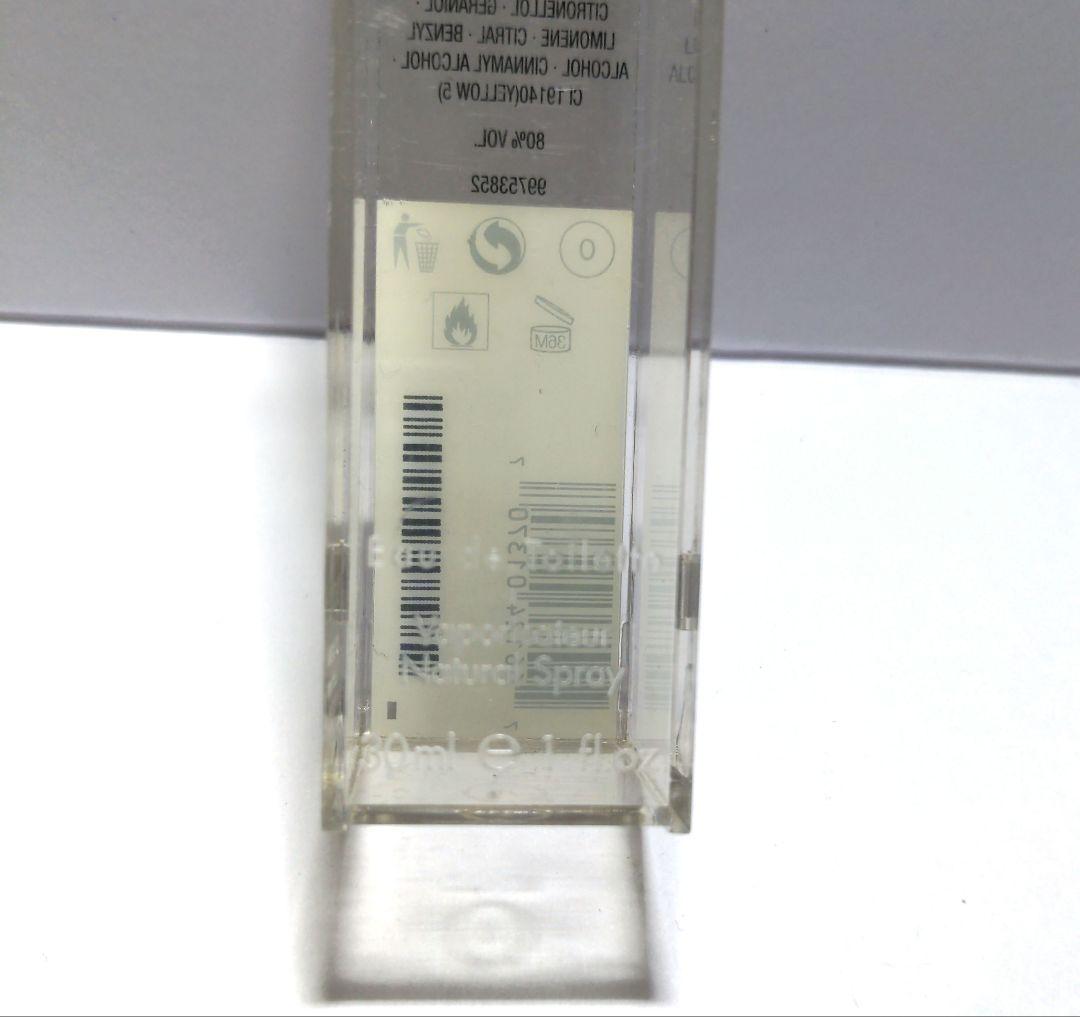 CITRONELLOL · GERANIOL ·
LIMONENE · CITRAL · BENZYL
ALCOHOL · CINNAMYL ALCOHOL ·
CI 19140(YELLOW 5)
80% VOL.
99753852
0
36M
Eau de Toilette
Vaporisateur
Natural Spray
30ml e 1 fl oz